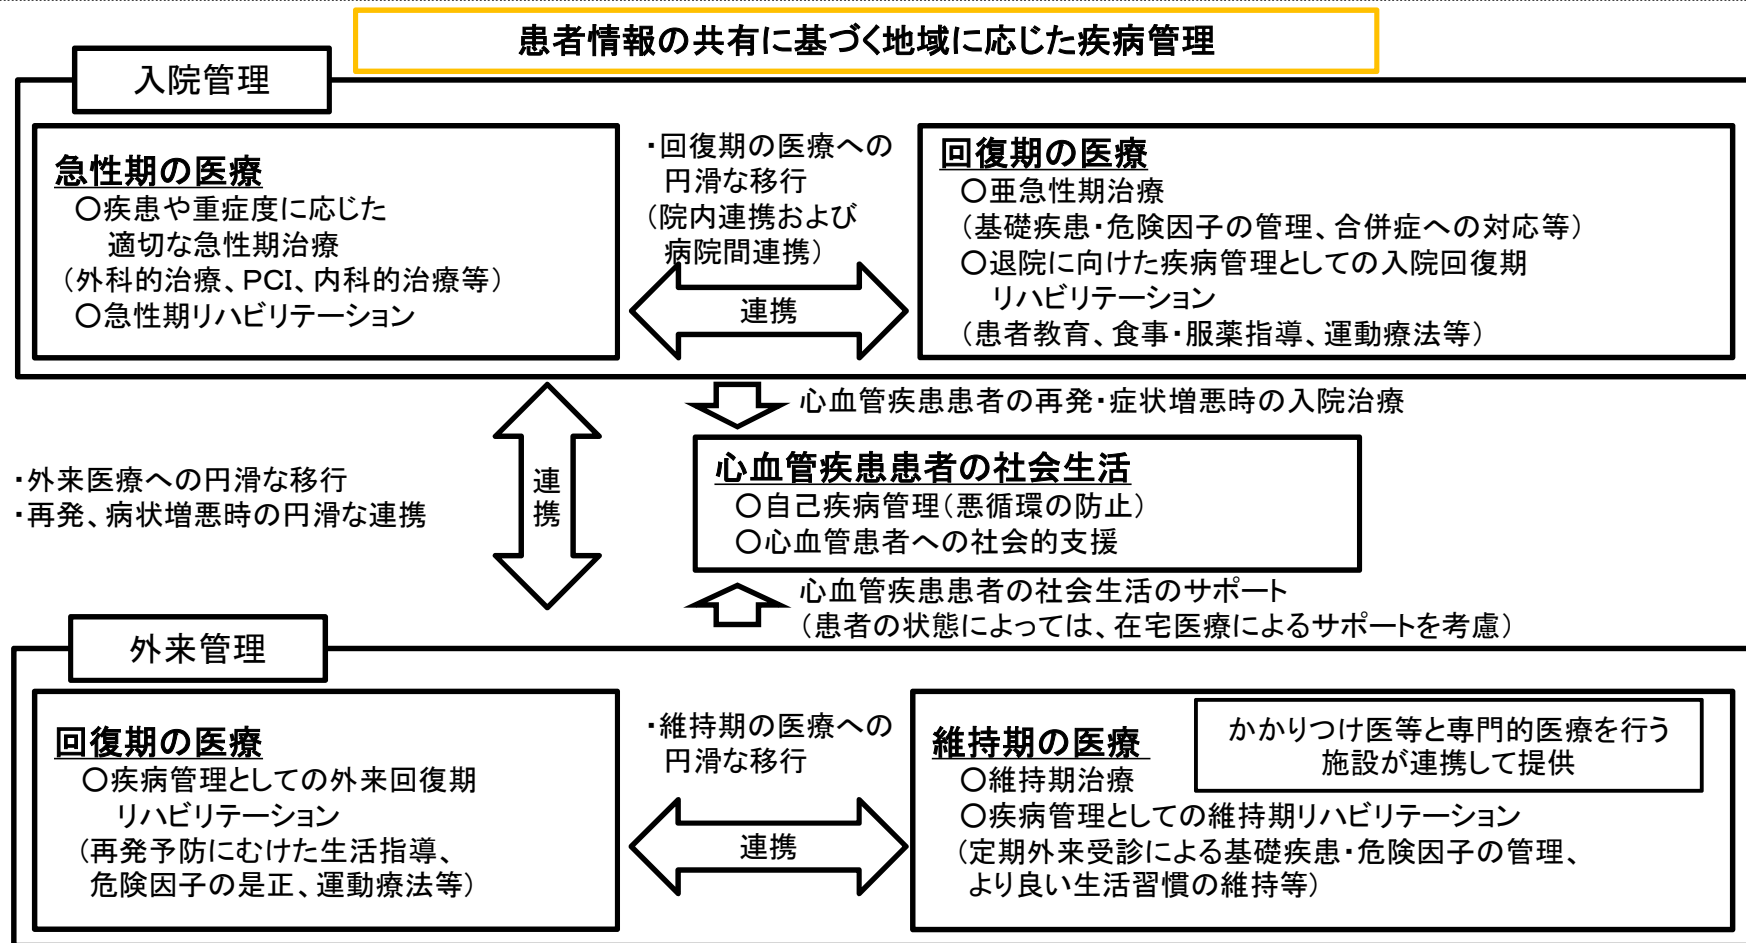 患者情報の共有に基づく地域に応じた疾病管理
入院管理
急性期の医療
○疾患や重症度に応じた
適切な急性期治療
（外科的治療、PCI、内科的治療等）
○急性期リハビリテーション
・回復期の医療への
円滑な移行
（院内連携および
病院間連携）
連携
回復期の医療
○亜急性期治療
（基礎疾患・危険因子の管理、合併症への対応等）
○退院に向けた疾病管理としての入院回復期
リハビリテーション
（患者教育、食事・服薬指導、運動療法等）
・外来医療への円滑な移行
・再発、病状増悪時の円滑な連携
連携
心血管疾患患者の再発・症状増悪時の入院治療
心血管疾患患者の社会生活
○自己疾病管理（悪循環の防止）
○心血管患者への社会的支援
心血管疾患患者の社会生活のサポート
（患者の状態によっては、在宅医療によるサポートを考慮）
外来管理
回復期の医療
○疾病管理としての外来回復期
リハビリテーション
（再発予防にむけた生活指導、
危険因子の是正、運動療法等）
・維持期の医療への
円滑な移行
連携
維持期の医療
かかりつけ医等と専門的医療を行う
施設が連携して提供
○維持期治療
○疾病管理としての維持期リハビリテーション
（定期外来受診による基礎疾患・危険因子の管理、
より良い生活習慣の維持等）